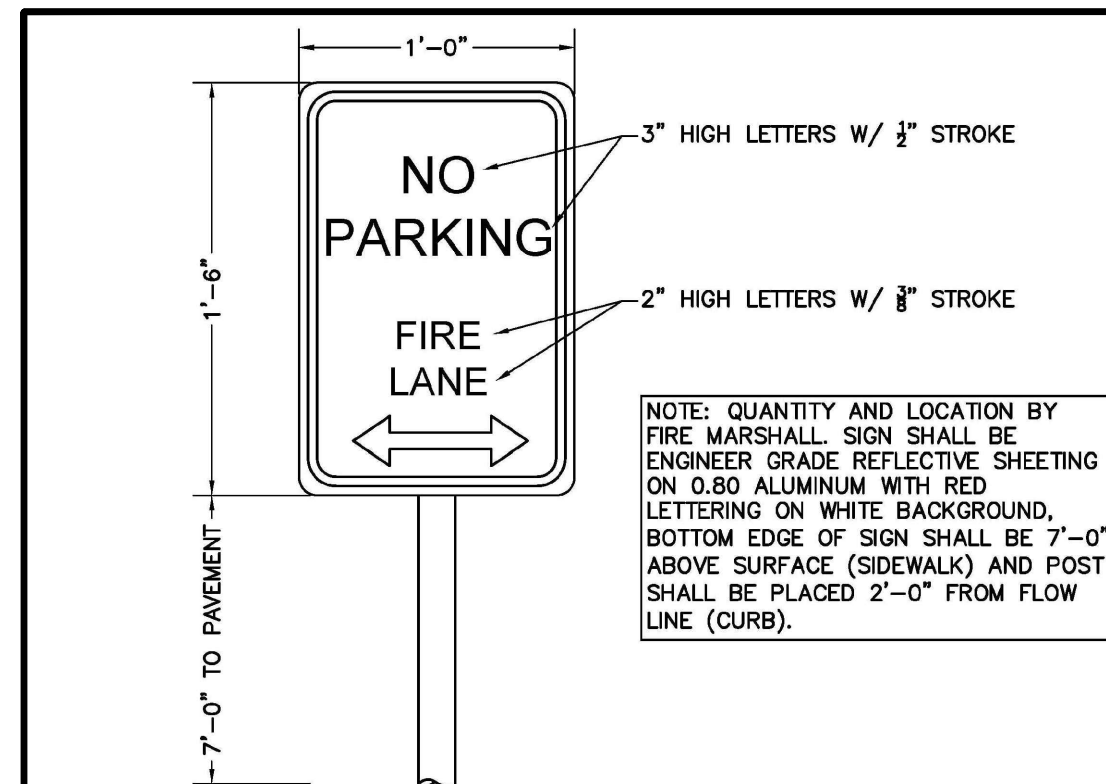 1'-0"
1'-6"
NO
PARKING
FIRE
LANE
3" HIGH LETTERS W/ 1/2" STROKE
2" HIGH LETTERS W/ 3/8" STROKE
NOTE: QUANTITY AND LOCATION BY
FIRE MARSHALL. SIGN SHALL BE
ENGINEER GRADE REFLECTIVE SHEETING
ON 0.80 ALUMINUM WITH RED
LETTERING ON WHITE BACKGROUND,
BOTTOM EDGE OF SIGN SHALL BE 7'-0"
ABOVE SURFACE (SIDEWALK) AND POST
SHALL BE PLACED 2'-0" FROM FLOW
LINE (CURB).
7'-0" TO PAVEMENT